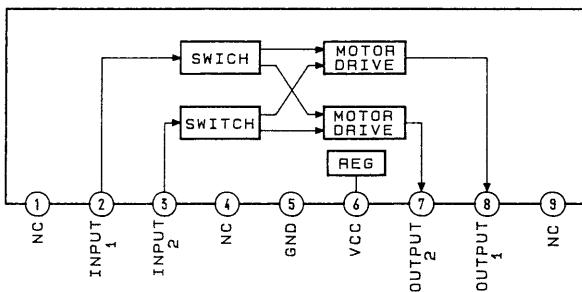 SWICH
MOTOR
DRIVE
SWITCH
MOTOR
DRIVE
REG
1
2
3
4
5
6
7
8
9
NC
INPUT 1
INPUT 2
NC
GND
VCC
OUTPUT 2
OUTPUT 1
NC